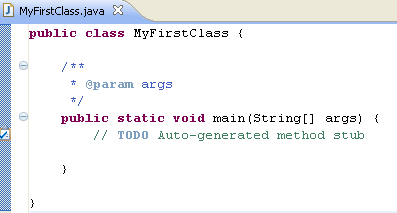 MyFirstClass.java
public class MyFirstClass {
/**
* @param args
*/
public static void main(String[] args) {
// TODO Auto-generated method stub
}
}